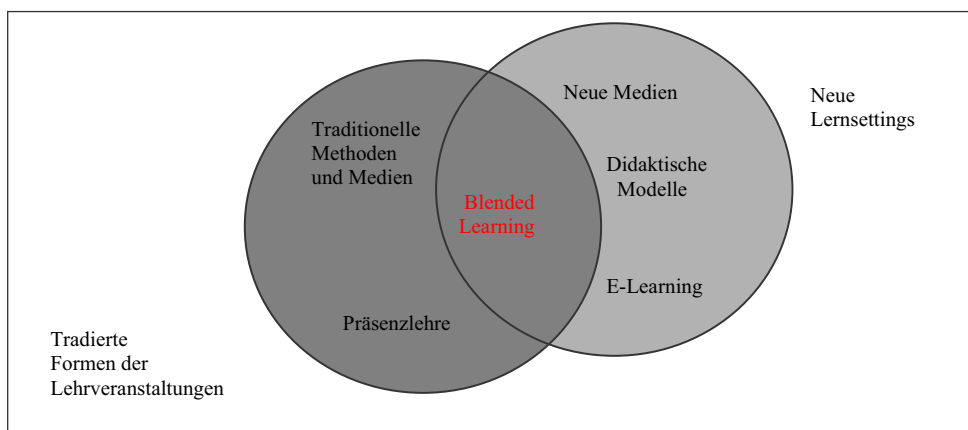 Neue Medien
Neue
Lernsettings
Traditionelle
Methoden
und Medien
Didaktische
Modelle
Blended
Learning
E-Learning
Präsenzlehre
Tradierte
Formen der
Lehrveranstaltungen